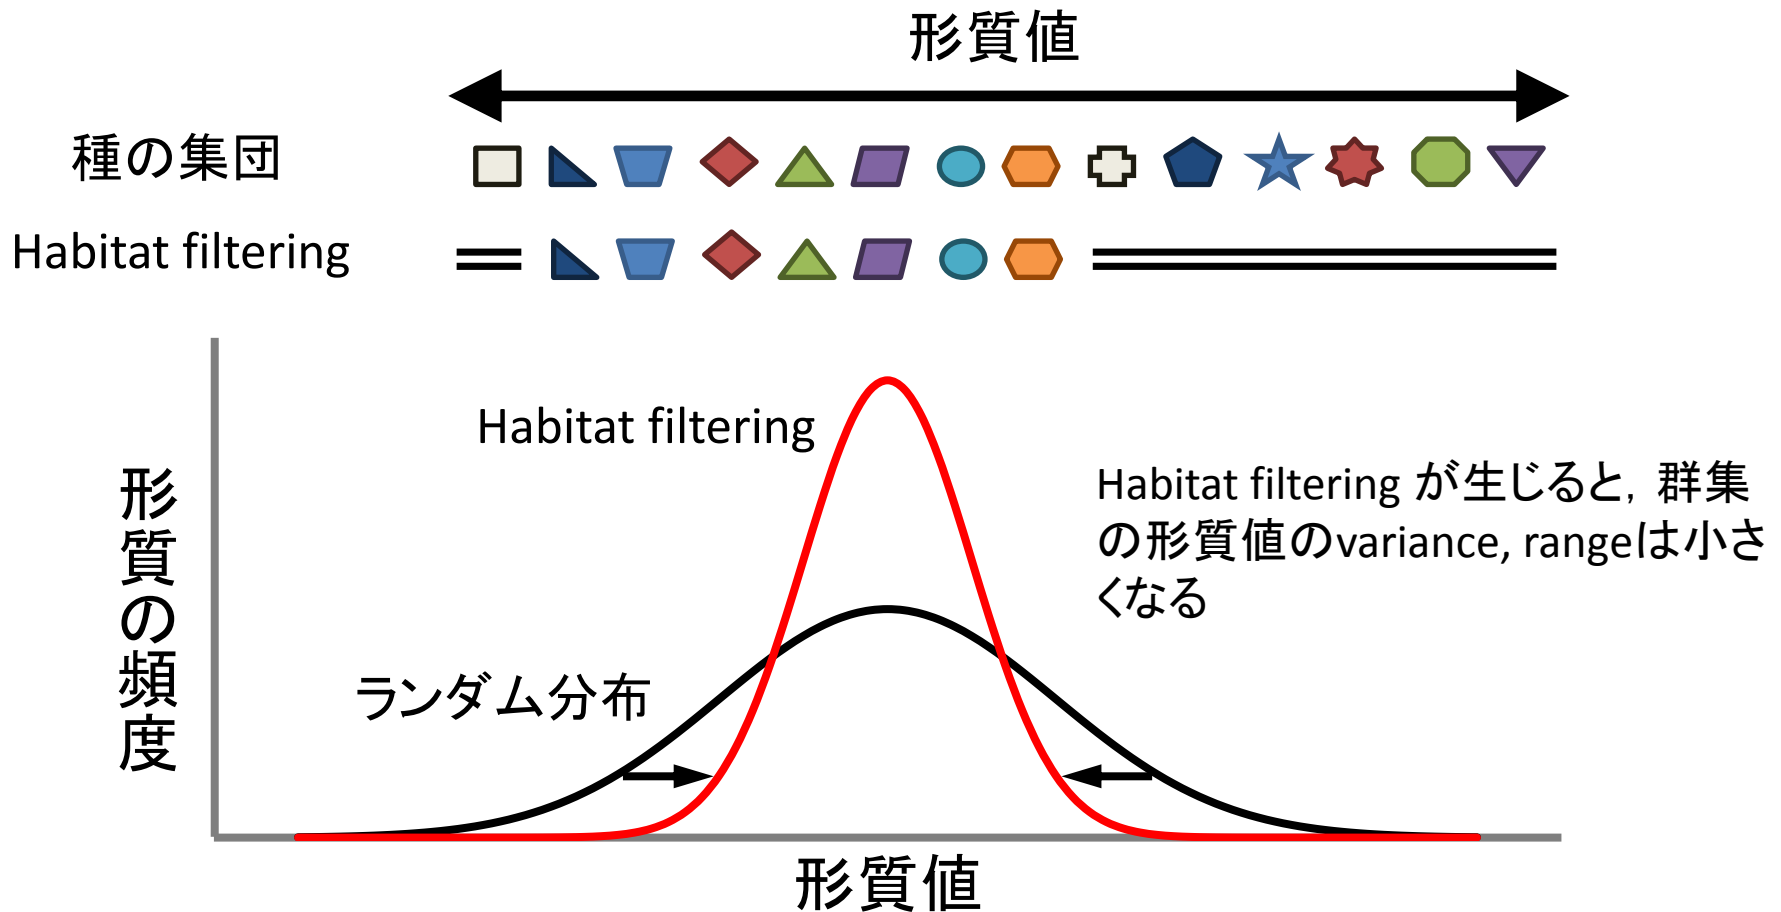 形質値
種の集団
Habitat filtering
Habitat filtering
Habitat filtering が生じると, 群集
の形質値のvariance, rangeは小さ
くなる
形質の頻度
ランダム分布
形質値